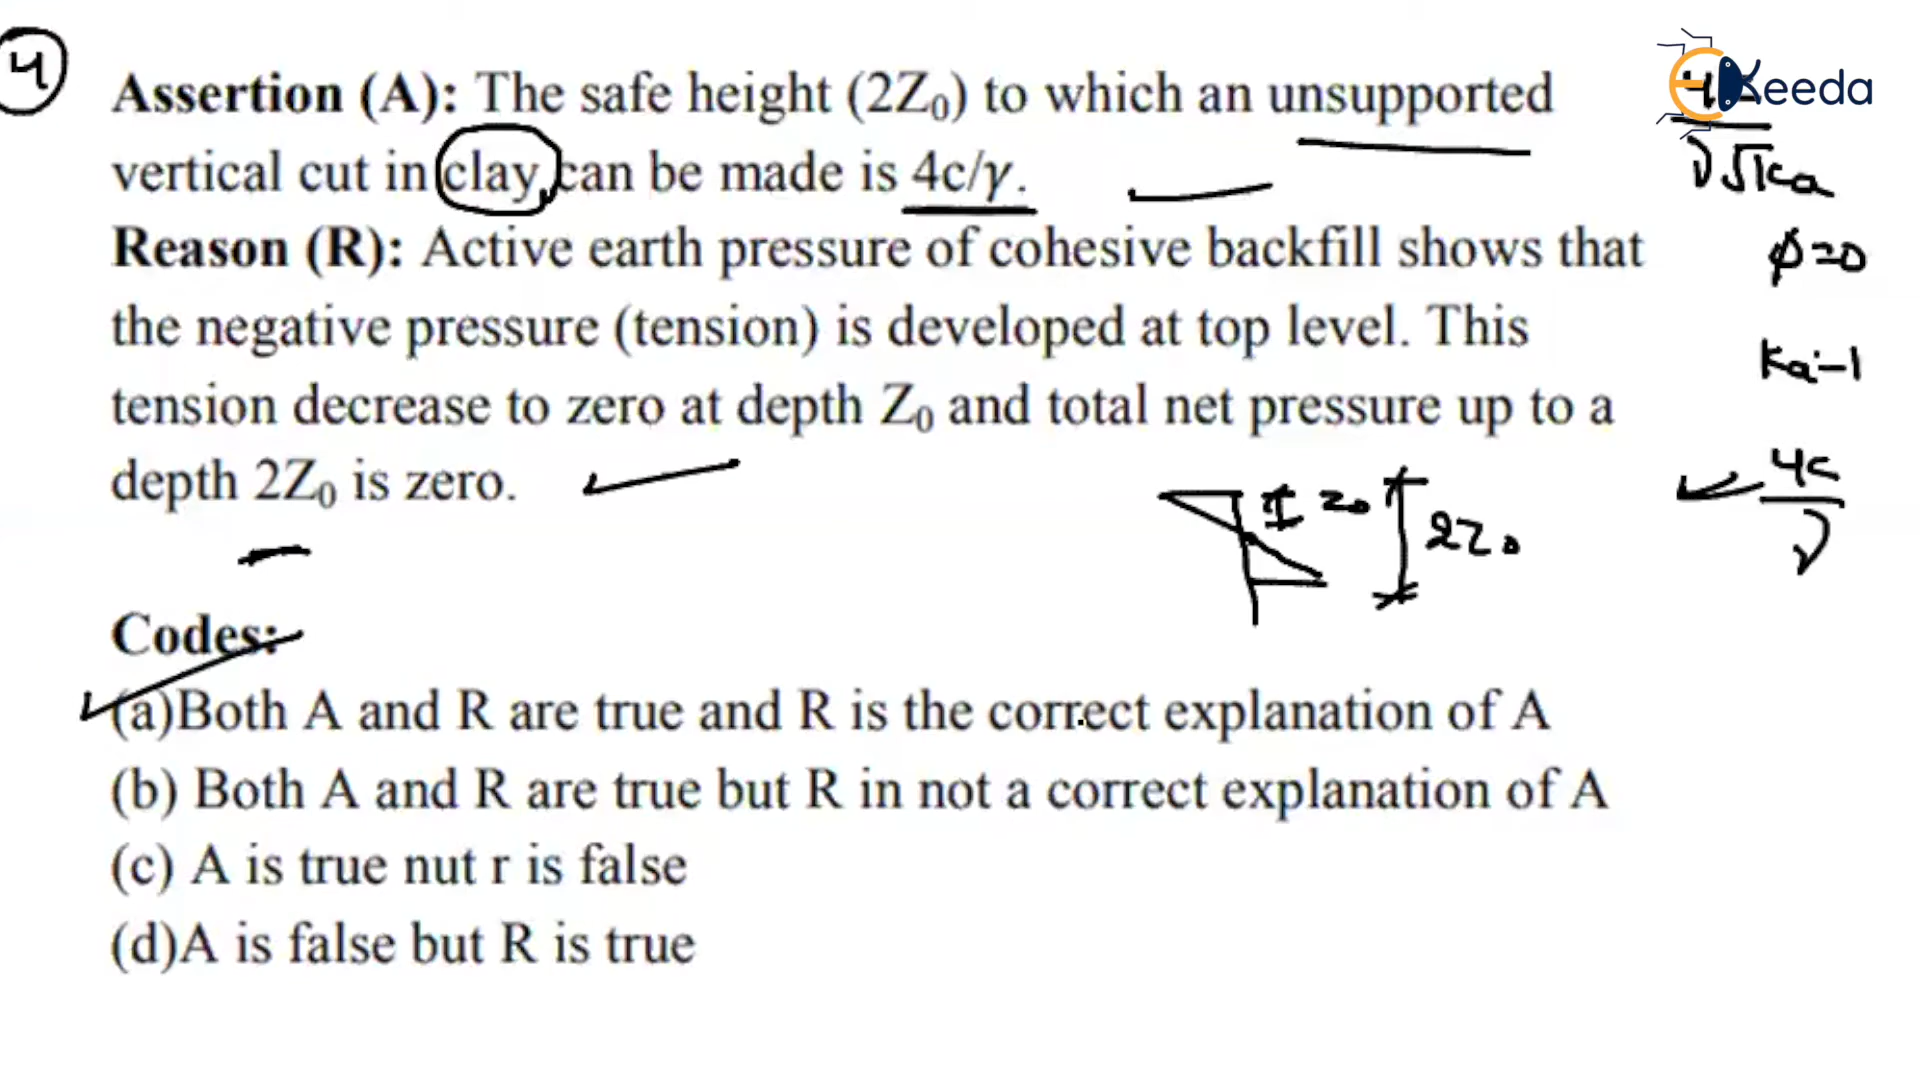 4
Keeda
Assertion (A): The safe height (2Z₀) to which an unsupported
vertical cut in clay, can be made is 4c/γ.
γ√ka
Reason (R): Active earth pressure of cohesive backfill shows that
ϕ=0
the negative pressure (tension) is developed at top level. This
ka=1
tension decrease to zero at depth Z₀ and total net pressure up to a
depth 2Z₀ is zero.
z₀ 2Z₀
4c/γ
Codes:
(a)Both A and R are true and R is the correct explanation of A
(b) Both A and R are true but R in not a correct explanation of A
(c) A is true nut r is false
(d)A is false but R is true